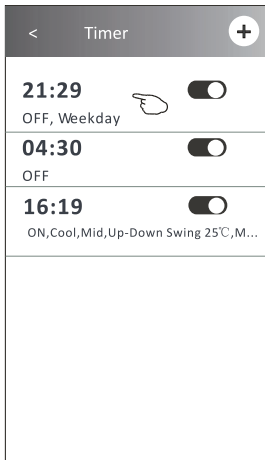 < Timer +
21:29
OFF, Weekday
04:30
OFF
16:19
ON,Cool,Mid,Up-Down Swing 25℃,M...